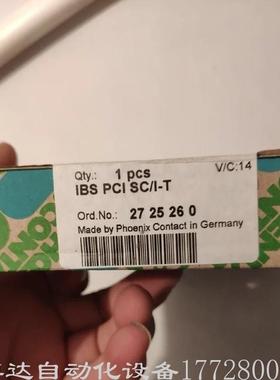 V/C:14
Qty.: 1 pcs
IBS PCI SC/I-T
Ord.No.: 27 25 26 0
Made by Phoenix Contact in Germany
达自动化设备1772800